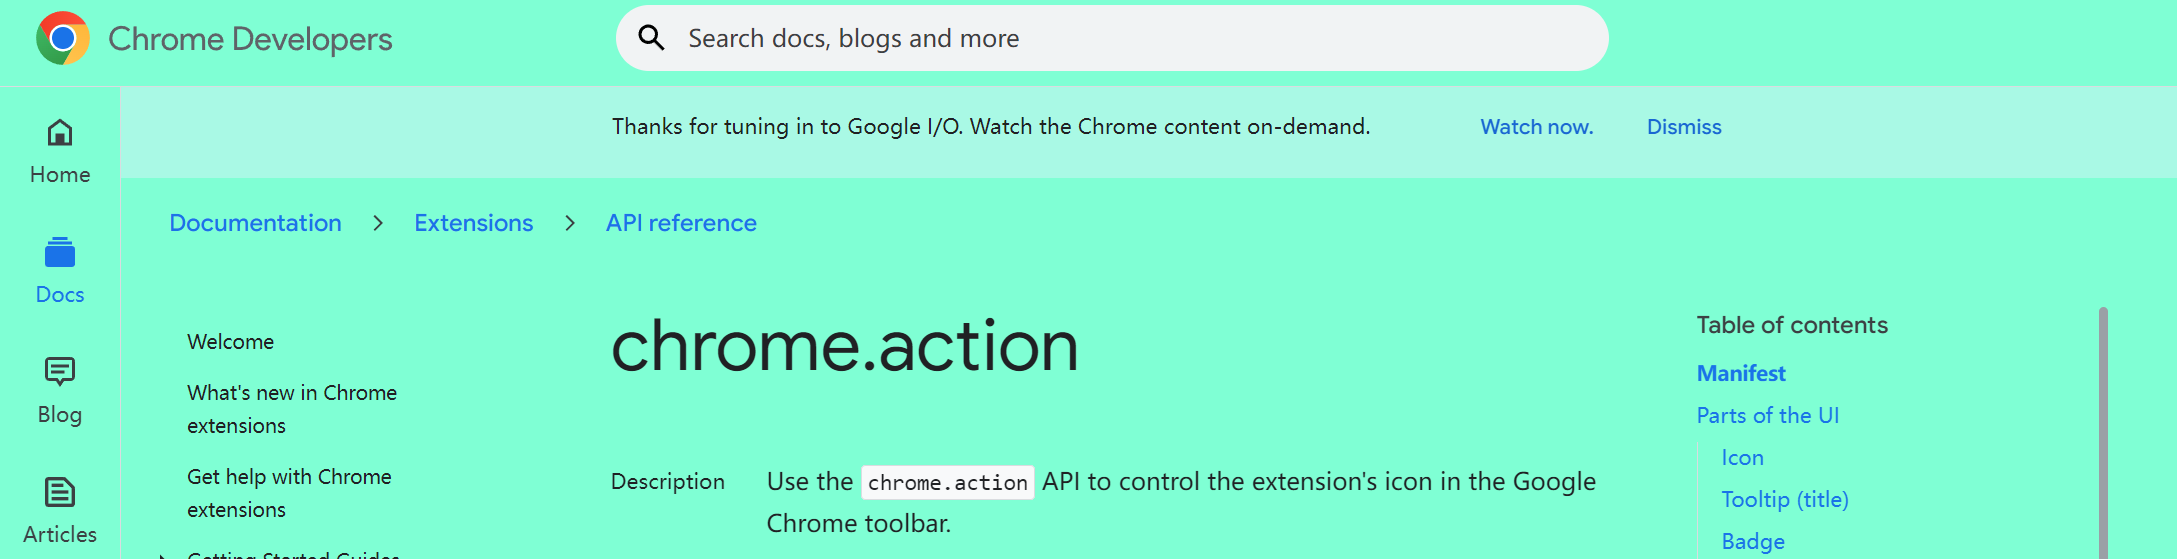 Chrome Developers
Search docs, blogs and more
Thanks for tuning in to Google I/O. Watch the Chrome content on-demand. Watch now. Dismiss
Home
Docs
Blog
Articles
Documentation > Extensions > API reference
Welcome
What's new in Chrome
extensions
Get help with Chrome
extensions
Getting Started Guides
chrome.action
Description
Use the chrome.action API to control the extension's icon in the Google
Chrome toolbar.
Table of contents
Manifest
Parts of the UI
Icon
Tooltip (title)
Badge